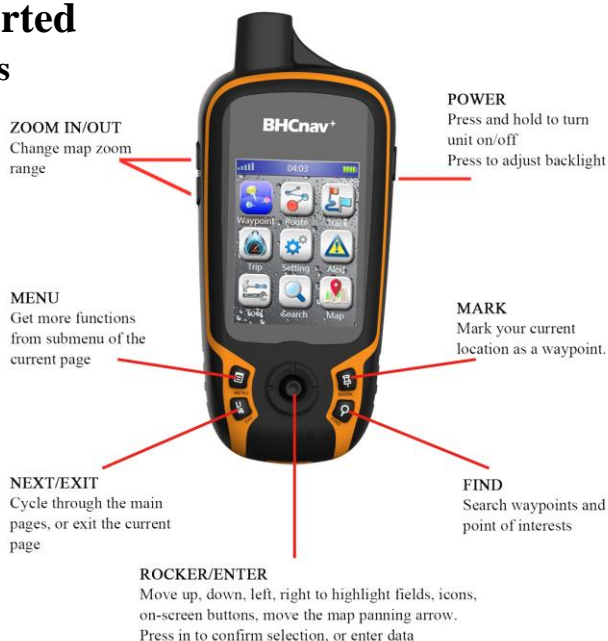 rted
s
ZOOM IN/OUT
Change map zoom
range
POWER
Press and hold to turn
unit on/off
Press to adjust backlight
BHCnav+
04:03
Waypoint Route Track
Trip Setting Alert
Tool Search Map
MENU
Get more functions
from submenu of the
current page
MARK
Mark your current
location as a waypoint.
MENU
MARK
FIND
NEXT/EXIT
Cycle through the main
pages, or exit the current
page
FIND
Search waypoints and
point of interests
ROCKER/ENTER
Move up, down, left, right to highlight fields, icons,
on-screen buttons, move the map panning arrow.
Press in to confirm selection, or enter data